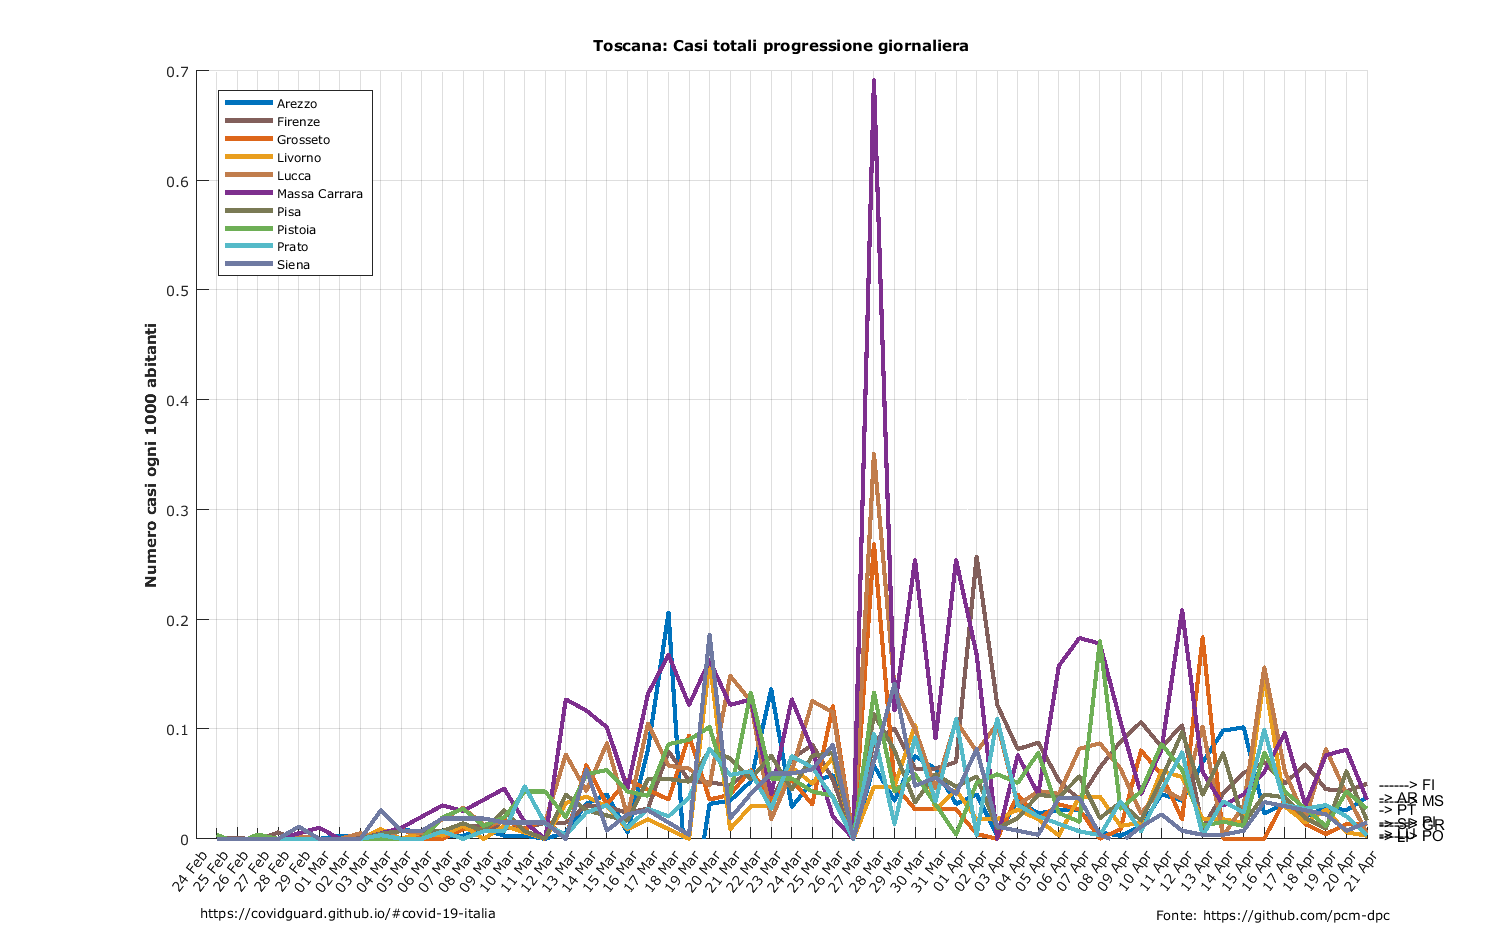 Toscana: Casi totali progressione giornaliera
Numero casi ogni 1000 abitanti
0.7
0.6
0.5
0.4
0.3
0.2
0.1
0
Arezzo
Firenze
Grosseto
Livorno
Lucca
Massa Carrara
Pisa
Pistoia
Prato
Siena
------> FI
-> AR
MS
-> PT
GR
PO
24 Feb
25 Feb
26 Feb
27 Feb
28 Feb
29 Feb
01 Mar
02 Mar
03 Mar
04 Mar
05 Mar
06 Mar
07 Mar
08 Mar
09 Mar
10 Mar
11 Mar
12 Mar
13 Mar
14 Mar
15 Mar
16 Mar
17 Mar
18 Mar
19 Mar
20 Mar
21 Mar
22 Mar
23 Mar
24 Mar
25 Mar
26 Mar
27 Mar
28 Mar
29 Mar
30 Mar
31 Mar
01 Apr
02 Apr
03 Apr
04 Apr
05 Apr
06 Apr
07 Apr
08 Apr
09 Apr
10 Apr
11 Apr
12 Apr
13 Apr
14 Apr
15 Apr
16 Apr
17 Apr
18 Apr
19 Apr
20 Apr
21 Apr
https://covidguard.github.io/#covid-19-italia
Fonte: https://github.com/pcm-dpc